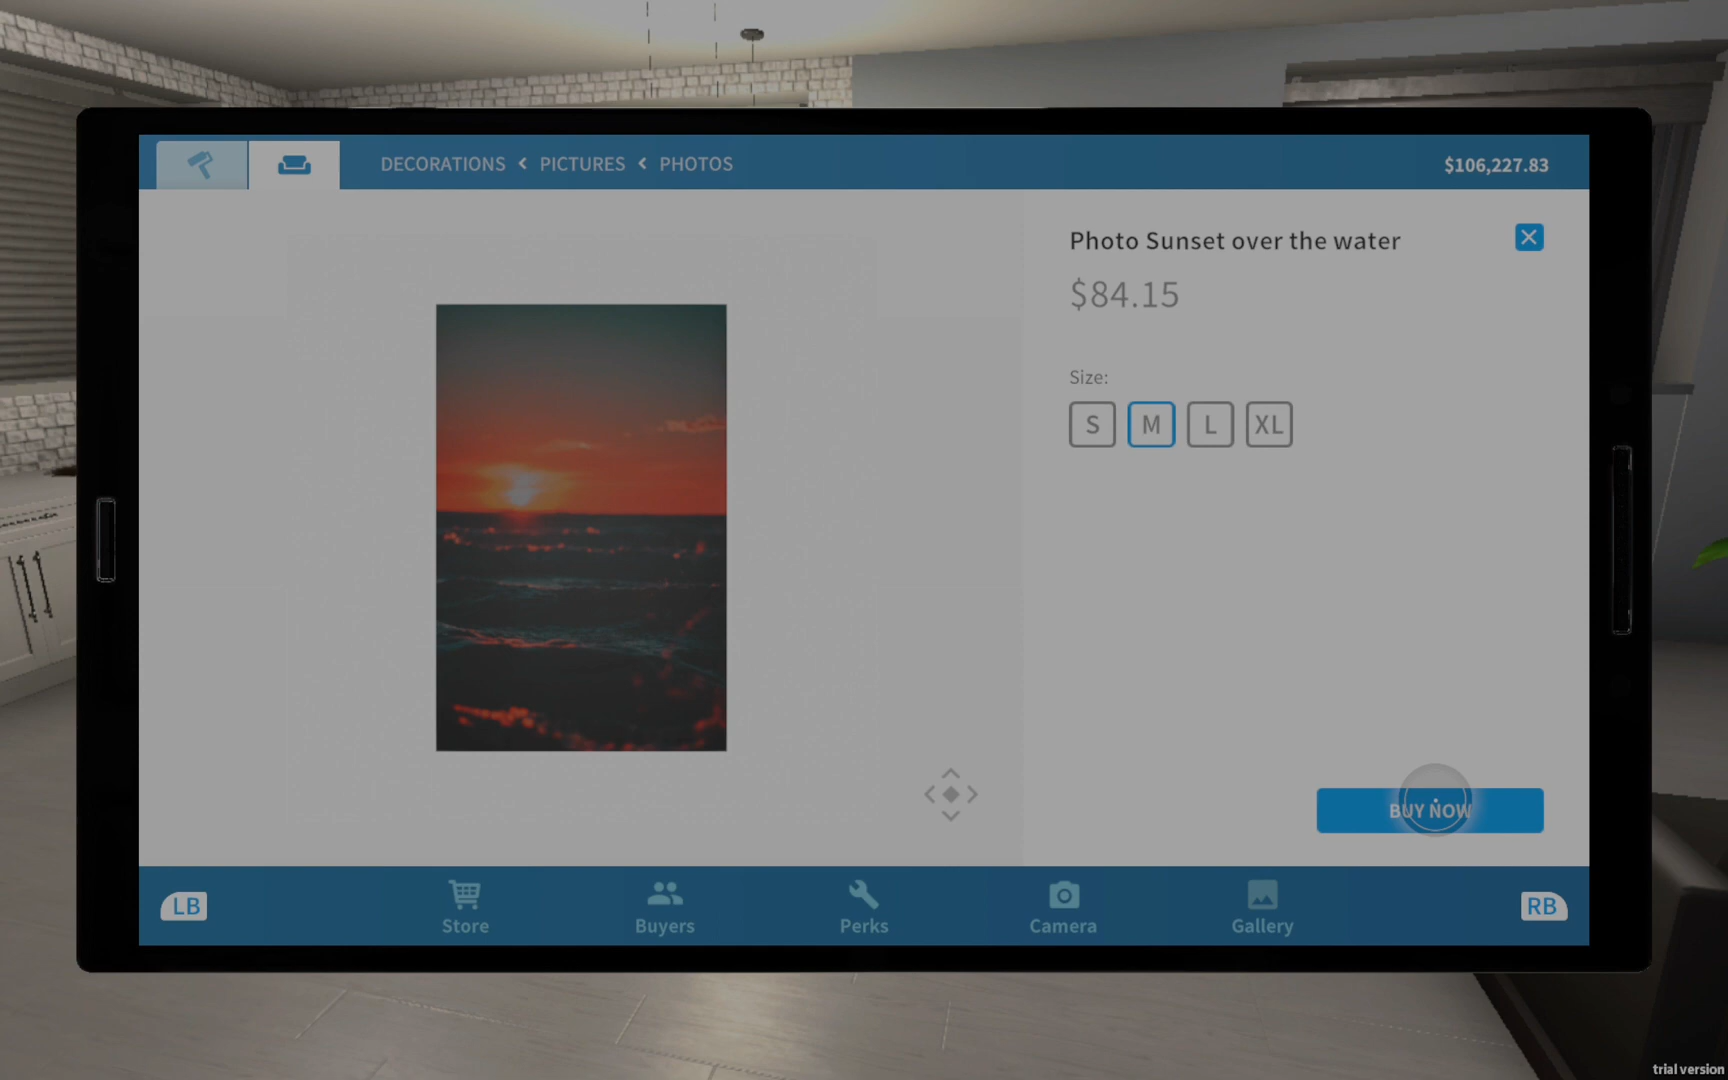 DECORATIONS < PICTURES < PHOTOS
$106,227.83
Photo Sunset over the water
$84.15
Size:
S M L XL
BUY NOW
LB
Store
Buyers
Perks
Camera
Gallery
RB
trial version